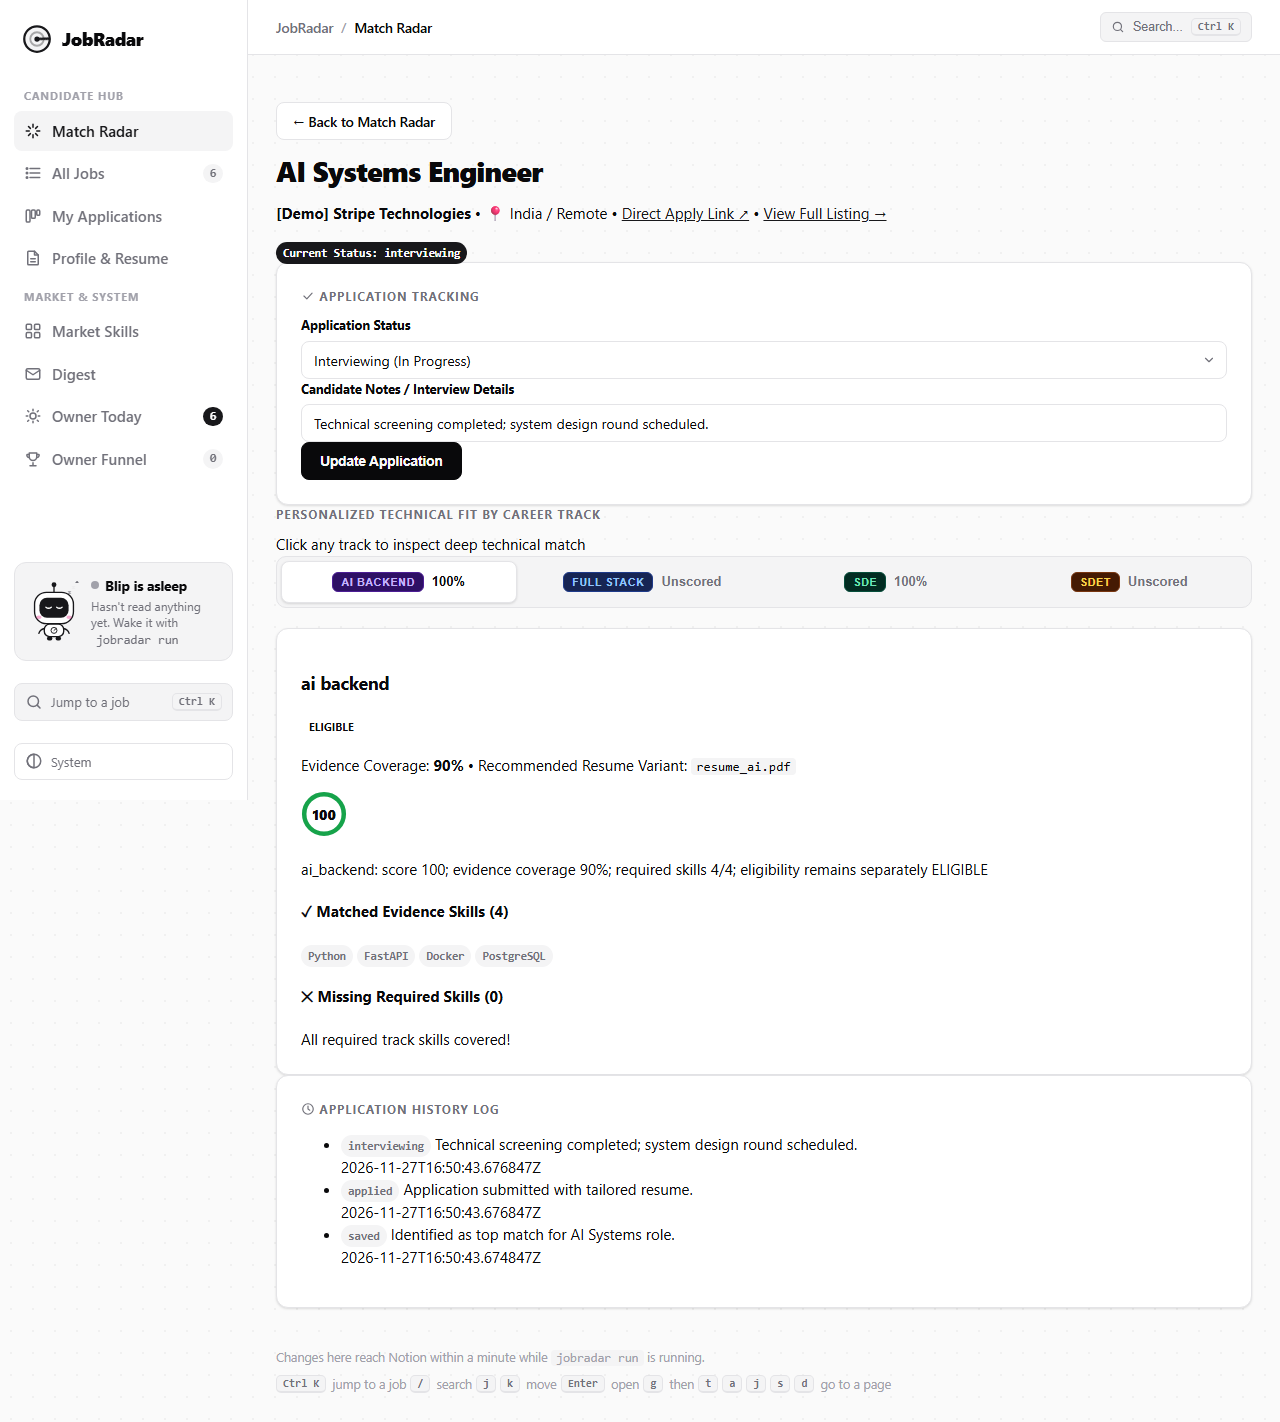 JobRadar
CANDIDATE HUB
Match Radar
All Jobs 6
My Applications
Profile & Resume
MARKET & SYSTEM
Market Skills
Digest
Owner Today 6
Owner Funnel 0
Blip is asleep
Hasn't read anything
yet. Wake it with
jobradar run
Jump to a job Ctrl K
System
JobRadar / Match Radar
Search... Ctrl K
← Back to Match Radar
AI Systems Engineer
[Demo] Stripe Technologies • 📍 India / Remote • Direct Apply Link ↗ • View Full Listing →
Current Status: interviewing
APPLICATION TRACKING
Application Status
Interviewing (In Progress)
Candidate Notes / Interview Details
Technical screening completed; system design round scheduled.
Update Application
PERSONALIZED TECHNICAL FIT BY CAREER TRACK
Click any track to inspect deep technical match
AI BACKEND 100% FULL STACK Unscored SDE 100% SDET Unscored
ai backend
ELIGIBLE
Evidence Coverage: 90% • Recommended Resume Variant: resume_ai.pdf
100
ai_backend: score 100; evidence coverage 90%; required skills 4/4; eligibility remains separately ELIGIBLE
✓ Matched Evidence Skills (4)
Python FastAPI Docker PostgreSQL
✕ Missing Required Skills (0)
All required track skills covered!
APPLICATION HISTORY LOG
• interviewing Technical screening completed; system design round scheduled.
2026-11-27T16:50:43.676847Z
• applied Application submitted with tailored resume.
2026-11-27T16:50:43.676847Z
• saved Identified as top match for AI Systems role.
2026-11-27T16:50:43.674847Z
Changes here reach Notion within a minute while jobradar run is running.
Ctrl K jump to a job / search j k move Enter open g then t a j s d go to a page